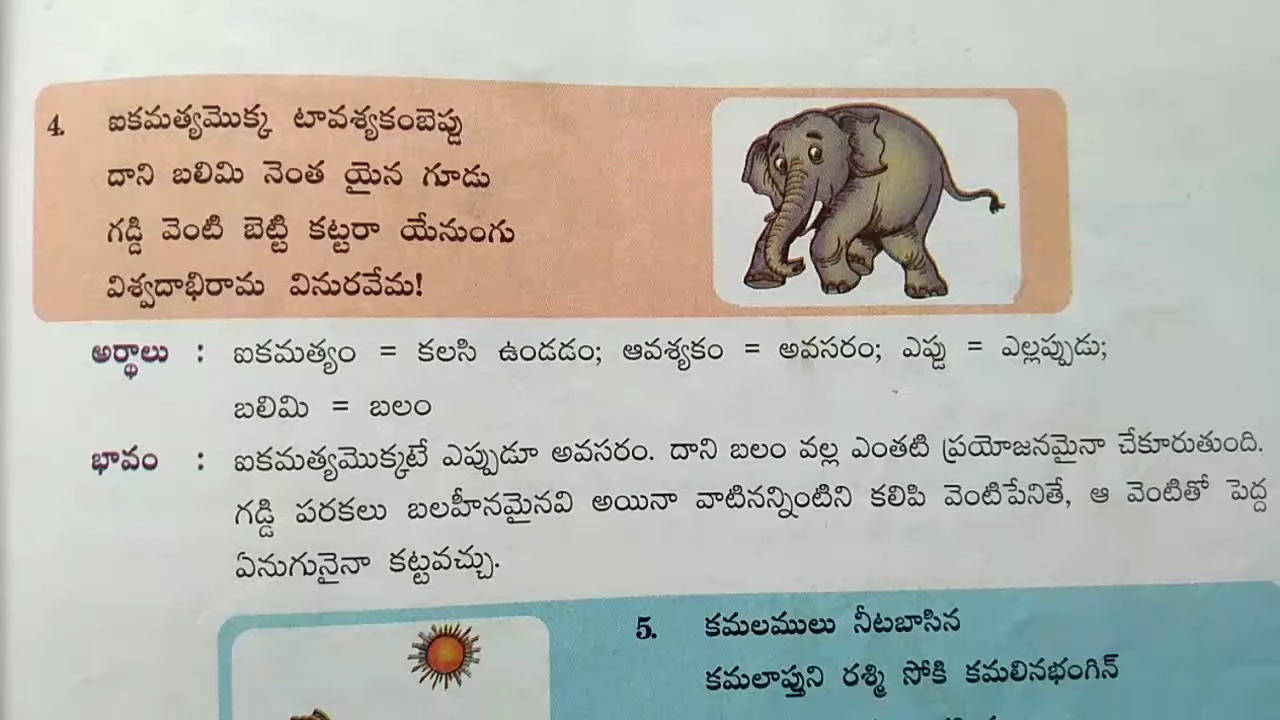 4. ఐకమత్యమొక్క టావశ్యకంబెప్డు
దాని బలిమి నెంత యైన గూడు
గడ్డి వెంటి బెట్టి కట్టరా యేనుంగు
విశ్వదాభిరామ వినురవేమ!
అర్థాలు : ఐకమత్యం = కలసి ఉండడం; ఆవశ్యకం = అవసరం; ఎప్డు = ఎల్లప్పుడు;
బలిమి = బలం
భావం : ఐకమత్యమొక్కటే ఎప్పుడూ అవసరం. దాని బలం వల్ల ఎంతటి ప్రయోజనమైనా చేకూరుతుంది.
గడ్డి పరకలు బలహీనమైనవి అయినా వాటినన్నింటిని కలిపి వెంటిపేనితే, ఆ వెంటితో పెద్ద
ఏనుగునైనా కట్టవచ్చు.
5. కమలములు నీటబాసిన
కమలాప్తుని రశ్మి సోకి కమలినభంగిన్